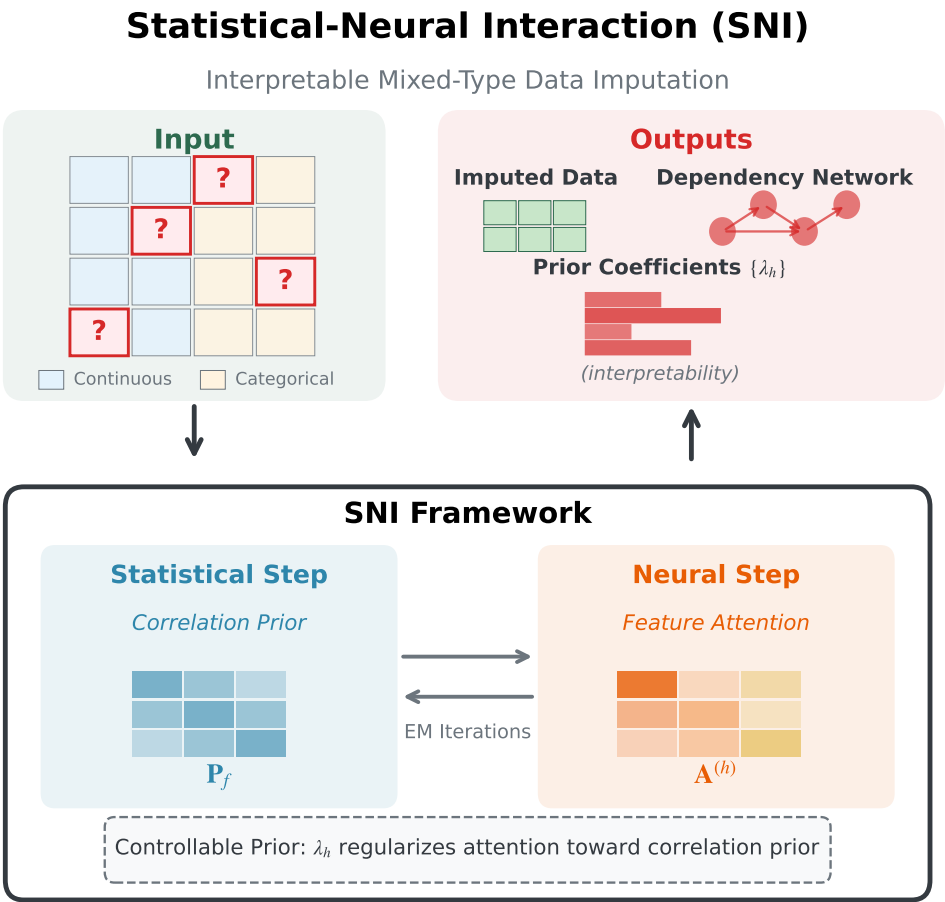 Statistical-Neural Interaction (SNI)
Interpretable Mixed-Type Data Imputation
Input
?
?
?
?
Continuous
Categorical
Outputs
Imputed Data
Dependency Network
Prior Coefficients {λₕ}
(interpretability)
SNI Framework
Statistical Step
Correlation Prior
P_f
EM Iterations
Neural Step
Feature Attention
A⁽ʰ⁾
Controllable Prior: λₕ regularizes attention toward correlation prior